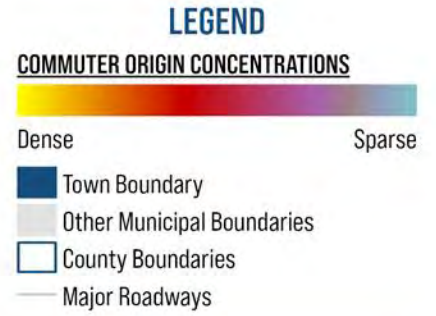 LEGEND
COMMUTER ORIGIN CONCENTRATIONS
Dense Sparse
Town Boundary
Other Municipal Boundaries
County Boundaries
Major Roadways